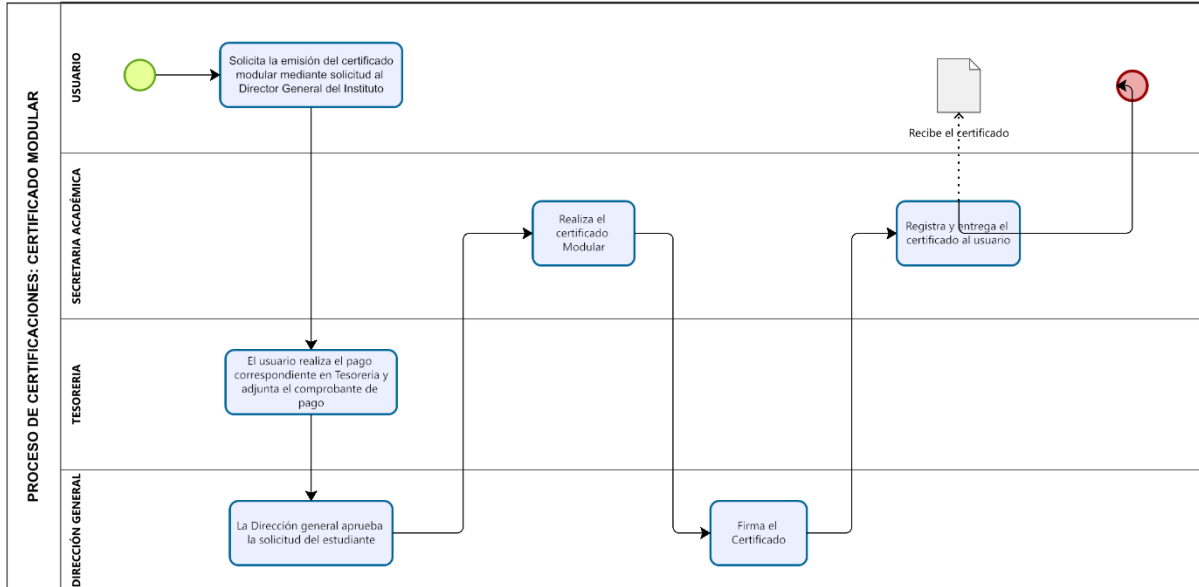 PROCESO DE CERTIFICACIONES: CERTIFICADO MODULAR
USUARIO
Solicita la emisión del certificado
modular mediante solicitud al
Director General del Instituto
Recibe el certificado
SECRETARIA ACADÉMICA
Realiza el
certificado
Modular
Registra y entrega el
certificado al usuario
TESORERIA
El usuario realiza el pago
correspondiente en Tesoreria y
adjunta el comprobante de
pago
DIRECCIÓN GENERAL
La Dirección general aprueba
la solicitud del estudiante
Firma el
Certificado